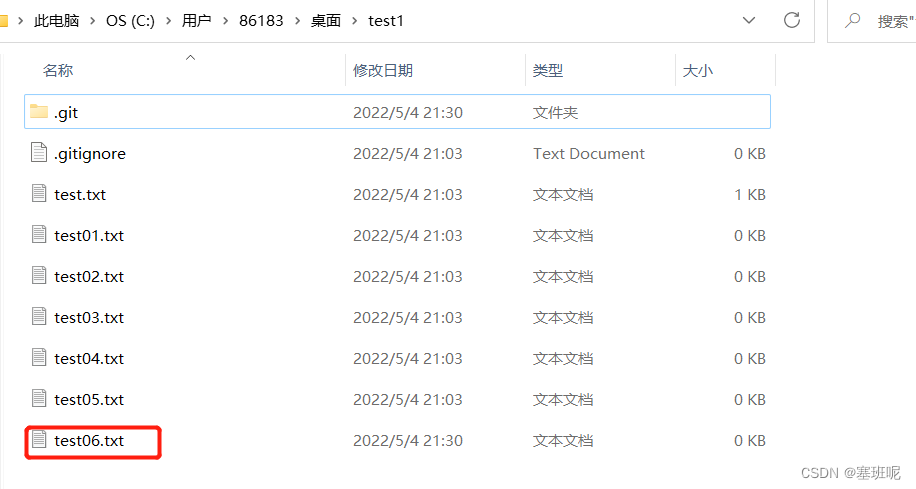 此电脑 > OS (C:) > 用户 > 86183 > 桌面 > test1 搜索"
名称 修改日期 类型 大小
.git 2022/5/4 21:30 文件夹
.gitignore 2022/5/4 21:03 Text Document 0 KB
test.txt 2022/5/4 21:03 文本文档 1 KB
test01.txt 2022/5/4 21:03 文本文档 0 KB
test02.txt 2022/5/4 21:03 文本文档 0 KB
test03.txt 2022/5/4 21:03 文本文档 0 KB
test04.txt 2022/5/4 21:03 文本文档 0 KB
test05.txt 2022/5/4 21:03 文本文档 0 KB
test06.txt 2022/5/4 21:30 文本文档 0 KB
CSDN @塞班呢